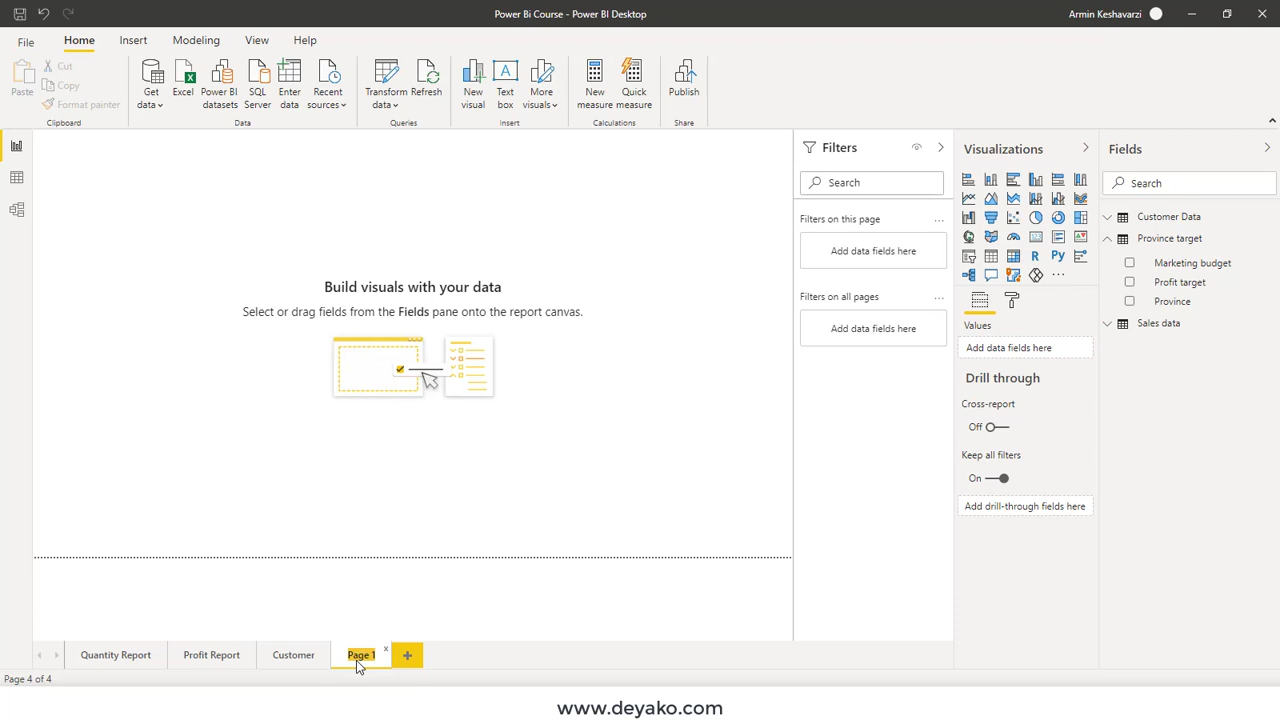 Power Bi Course - Power BI Desktop
Armin Keshavarzi
File
Home
Insert
Modeling
View
Help
Paste
Cut
Copy
Format painter
Clipboard
Get data
Excel
Power BI datasets
SQL Server
Enter data
Recent sources
Data
Transform data
Refresh
Queries
New visual
Text box
More visuals
Insert
New measure
Quick measure
Calculations
Publish
Share
Build visuals with your data
Select or drag fields from the Fields pane onto the report canvas.
Filters
Search
Filters on this page
...
Add data fields here
Filters on all pages
...
Add data fields here
Visualizations
R
Py
...
Values
Add data fields here
Drill through
Cross-report
Off
Keep all filters
On
Add drill-through fields here
Fields
Search
Customer Data
Province target
Marketing budget
Profit target
Province
Sales data
Quantity Report
Profit Report
Customer
Page 1
x
+
Page 4 of 4
www.deyako.com